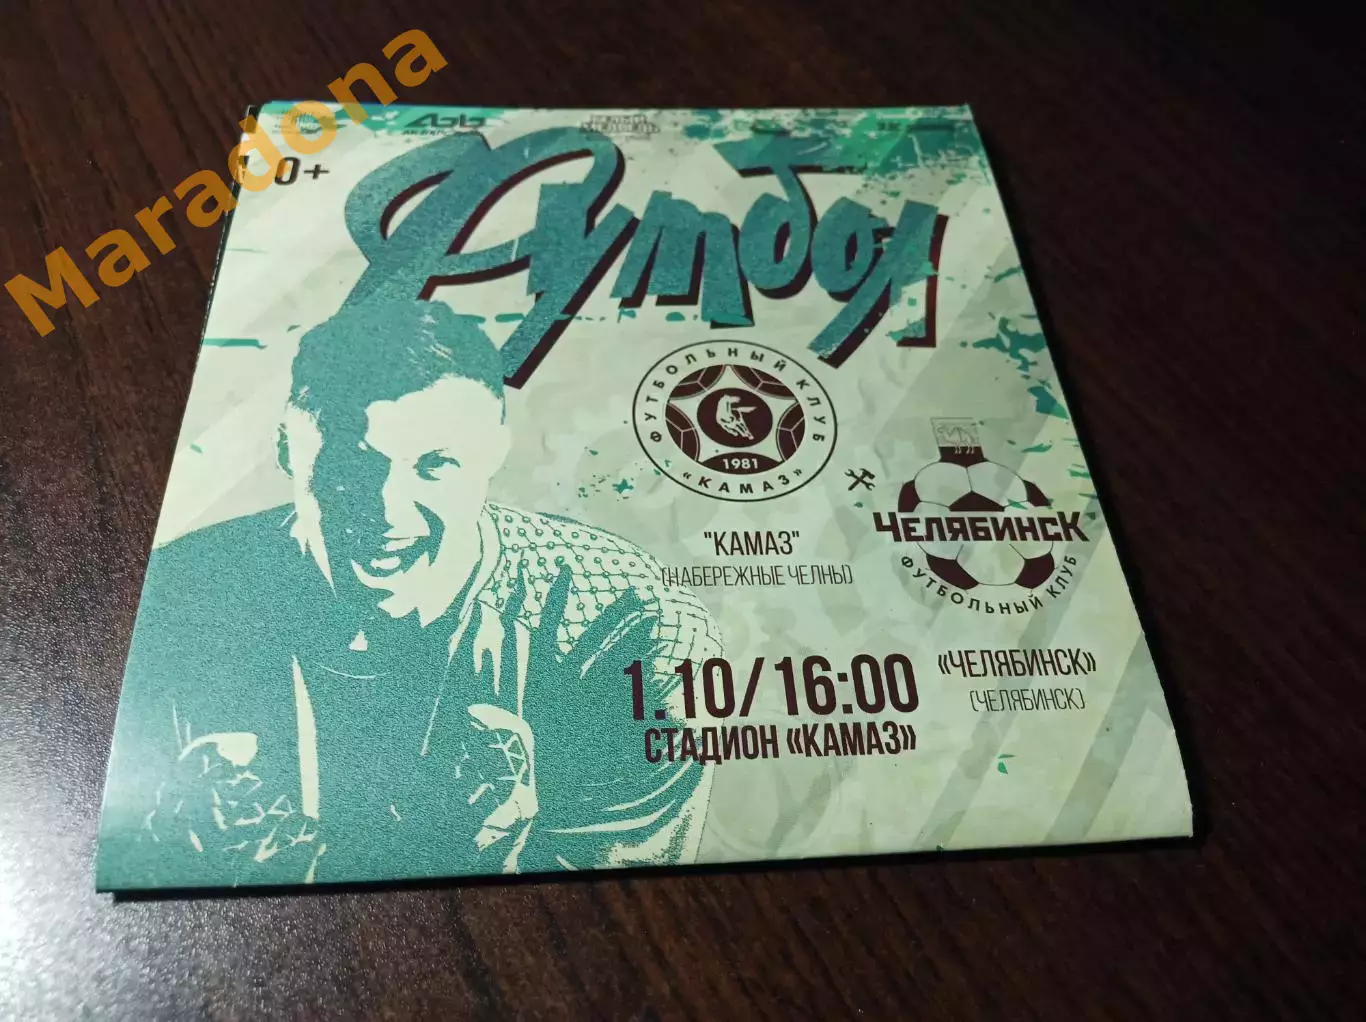 Maradona
0+
Футбол
ФУТБОЛЬНЫЙ КЛУБ
1981
«КАМАЗ»
ЧЕЛЯБИНСК
ФУТБОЛЬНЫЙ КЛУБ
"КАМАЗ"
(НАБЕРЕЖНЫЕ ЧЕЛНЫ)
«ЧЕЛЯБИНСК»
(ЧЕЛЯБИНСК)
1.10/16:00
СТАДИОН «КАМАЗ»